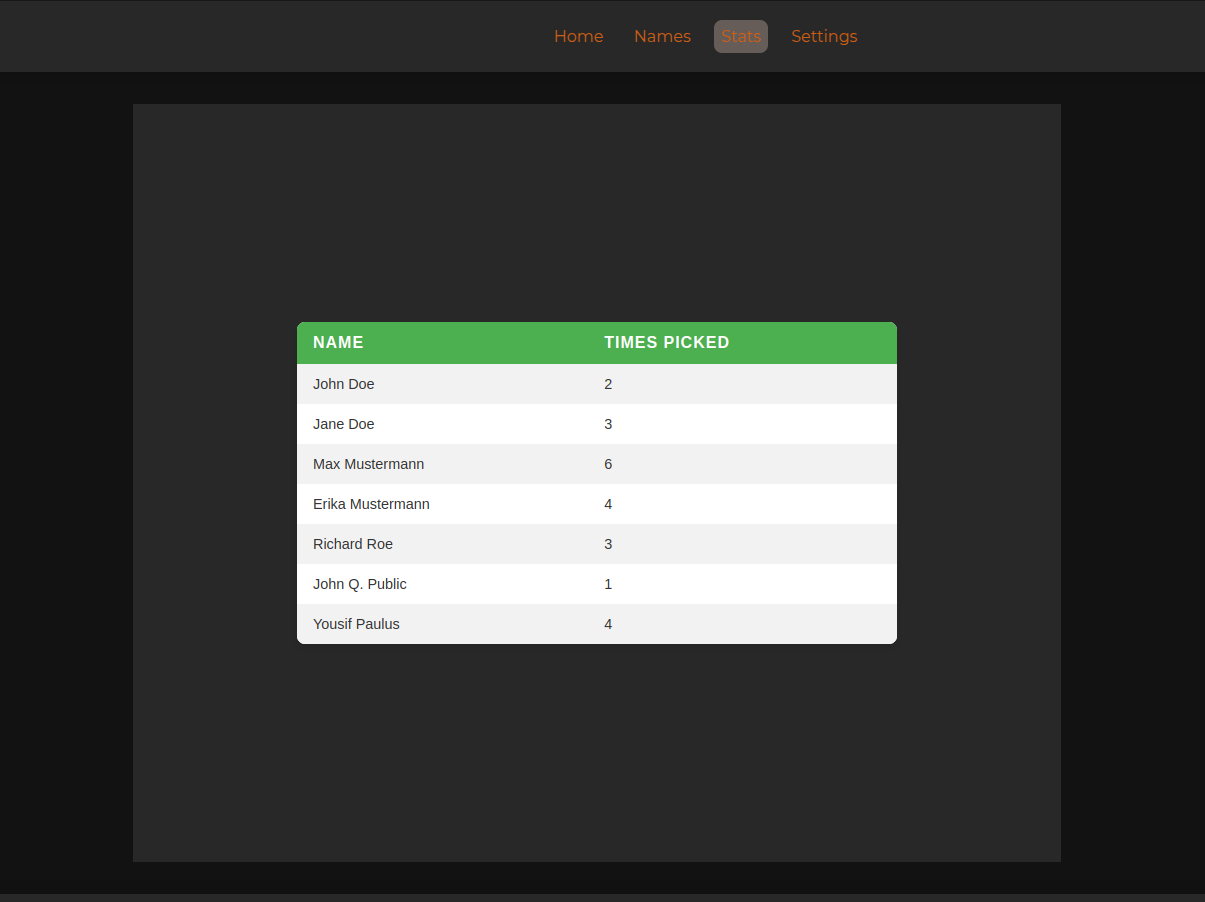 Home Names Stats Settings
NAME TIMES PICKED
John Doe 2
Jane Doe 3
Max Mustermann 6
Erika Mustermann 4
Richard Roe 3
John Q. Public 1
Yousif Paulus 4